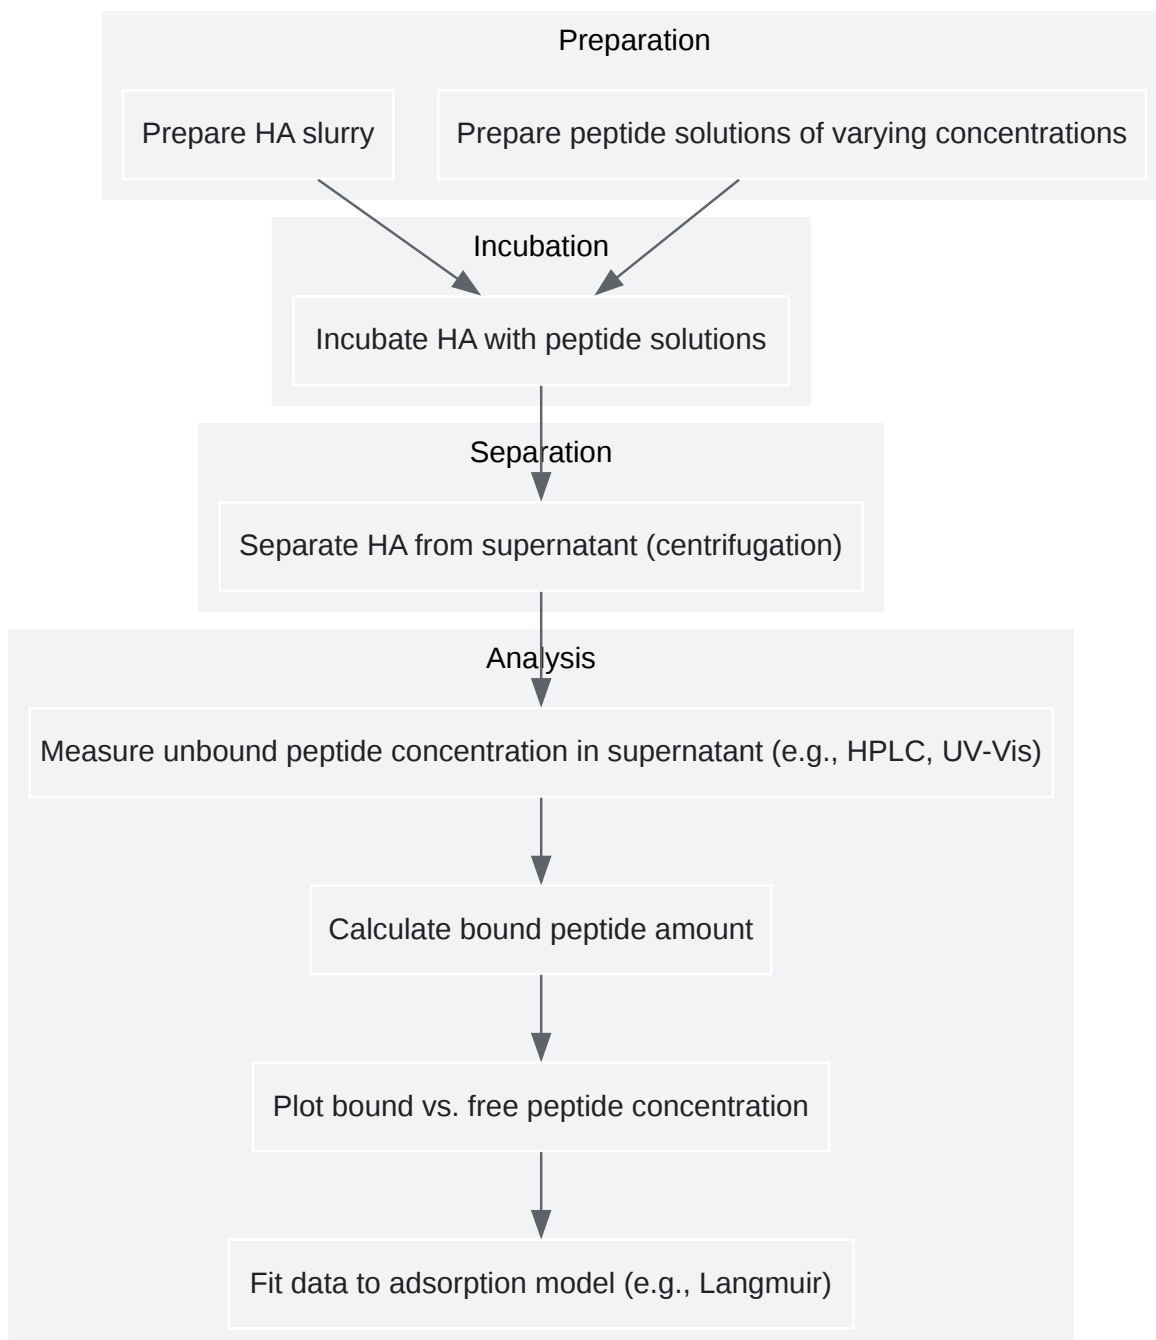 Preparation
Prepare HA slurry
Prepare peptide solutions of varying concentrations
Incubation
Incubate HA with peptide solutions
Separation
Separate HA from supernatant (centrifugation)
Analysis
Measure unbound peptide concentration in supernatant (e.g., HPLC, UV-Vis)
Calculate bound peptide amount
Plot bound vs. free peptide concentration
Fit data to adsorption model (e.g., Langmuir)